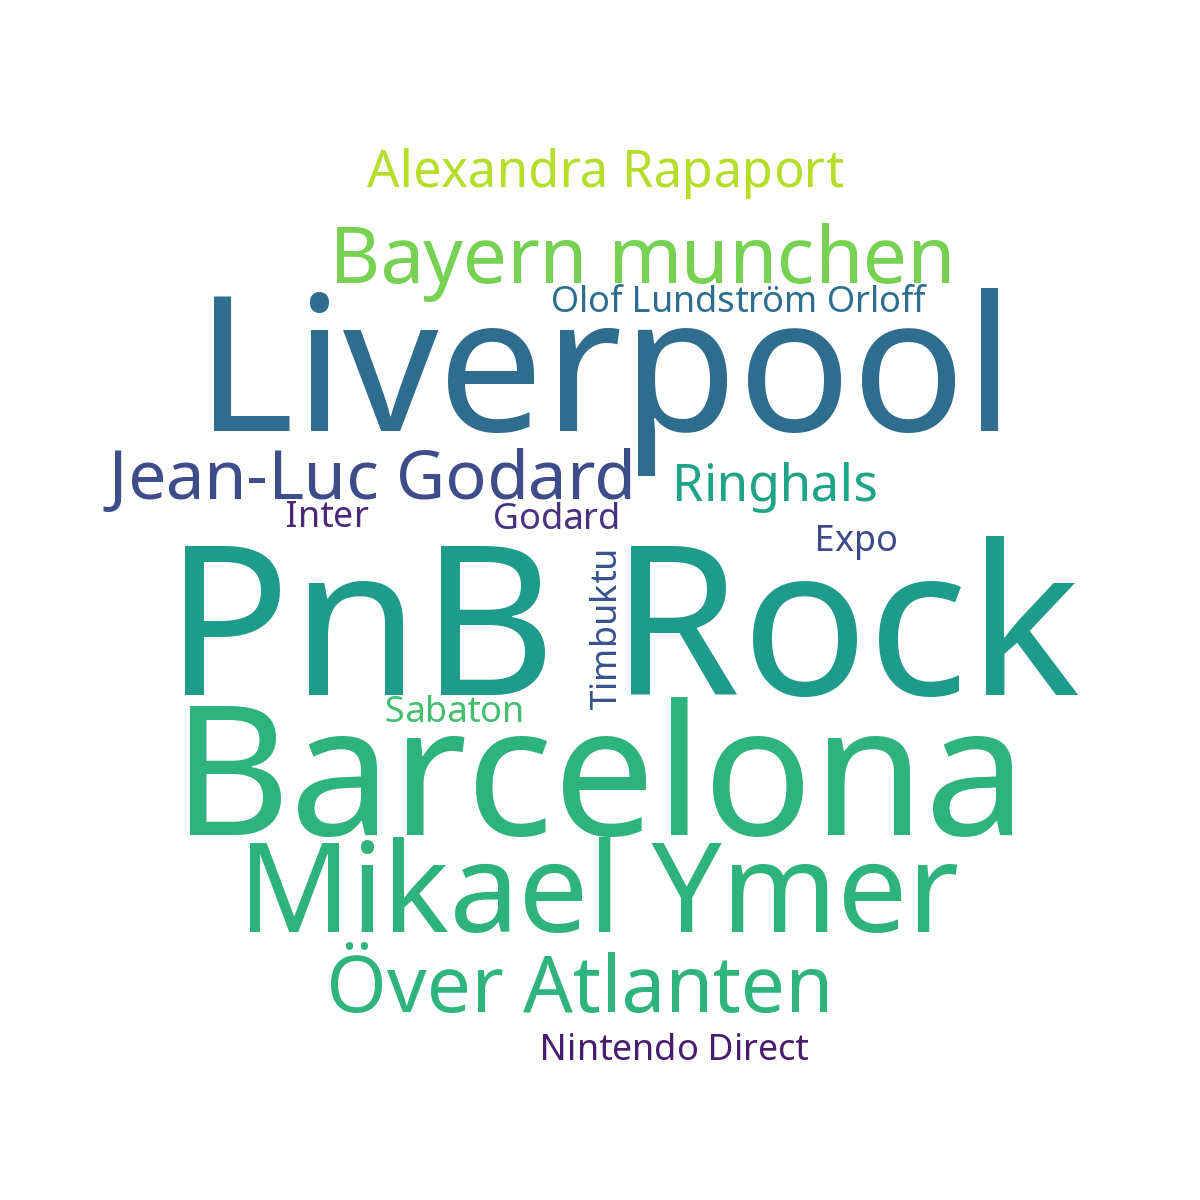 Alexandra Rapaport
Bayern munchen
Olof Lundström Orloff
Liverpool
Jean-Luc Godard
Ringhals
Inter
Godard
Expo
PnB Rock
Timbuktu
Sabaton
Barcelona
Mikael Ymer
Över Atlanten
Nintendo Direct